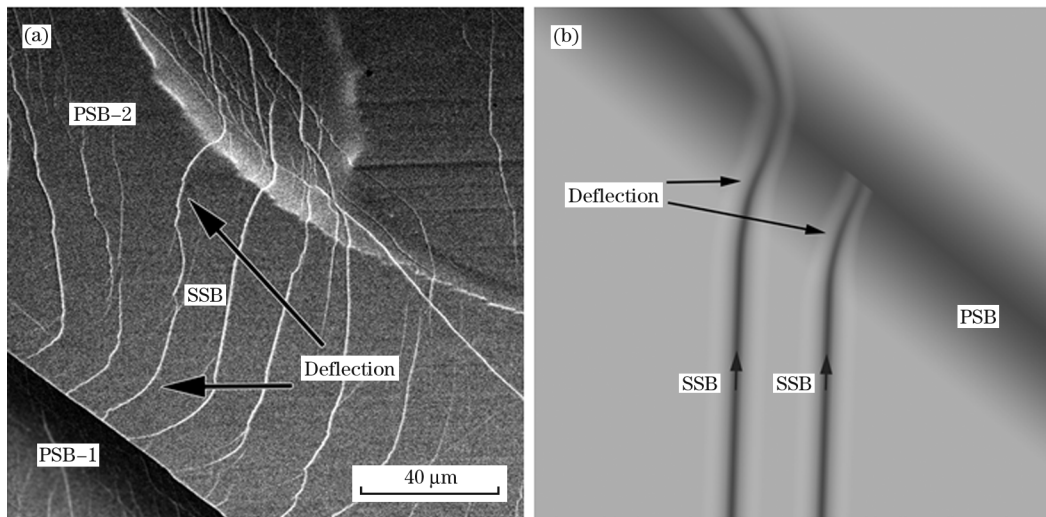 (a)
PSB–2
SSB
Deflection
PSB–1
40 μm
(b)
Deflection
PSB
SSB
SSB